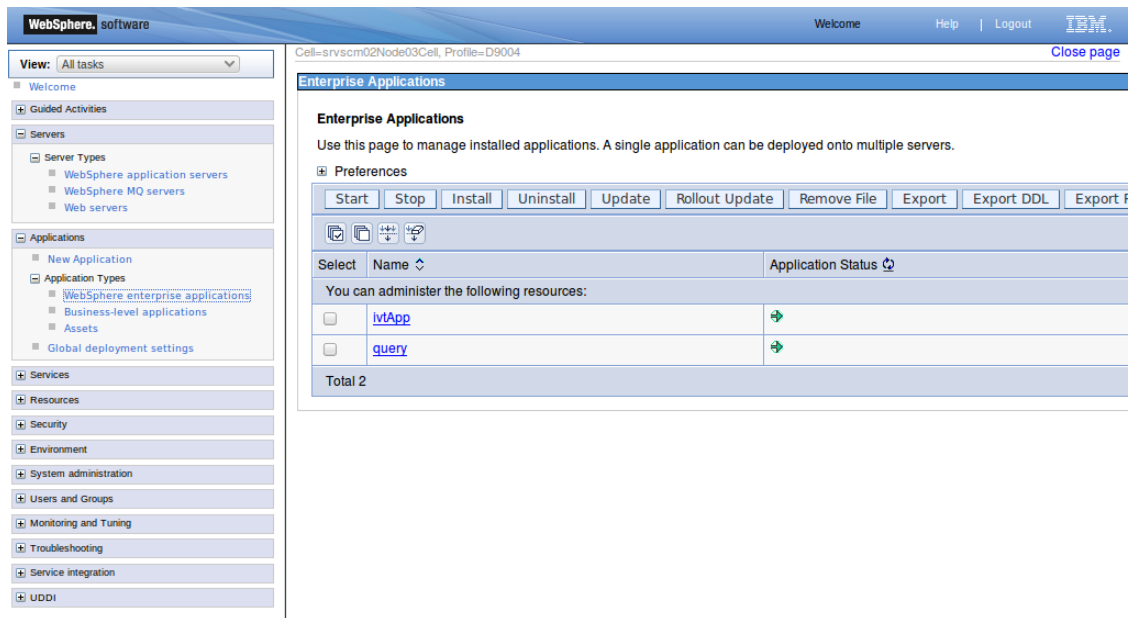 WebSphere. software
Welcome Help | Logout IBM.
View: All tasks
Welcome
Guided Activities
Servers
Server Types
WebSphere application servers
WebSphere MQ servers
Web servers
Applications
New Application
Application Types
WebSphere enterprise applications
Business-level applications
Assets
Global deployment settings
Services
Resources
Security
Environment
System administration
Users and Groups
Monitoring and Tuning
Troubleshooting
Service integration
UDDI
Cell=srvscm02Node03Cell, Profile=D9004
Close page
Enterprise Applications
Enterprise Applications
Use this page to manage installed applications. A single application can be deployed onto multiple servers.
Preferences
Start Stop Install Uninstall Update Rollout Update Remove File Export Export DDL Export F
Select Name Application Status
You can administer the following resources:
ivtApp
query
Total 2